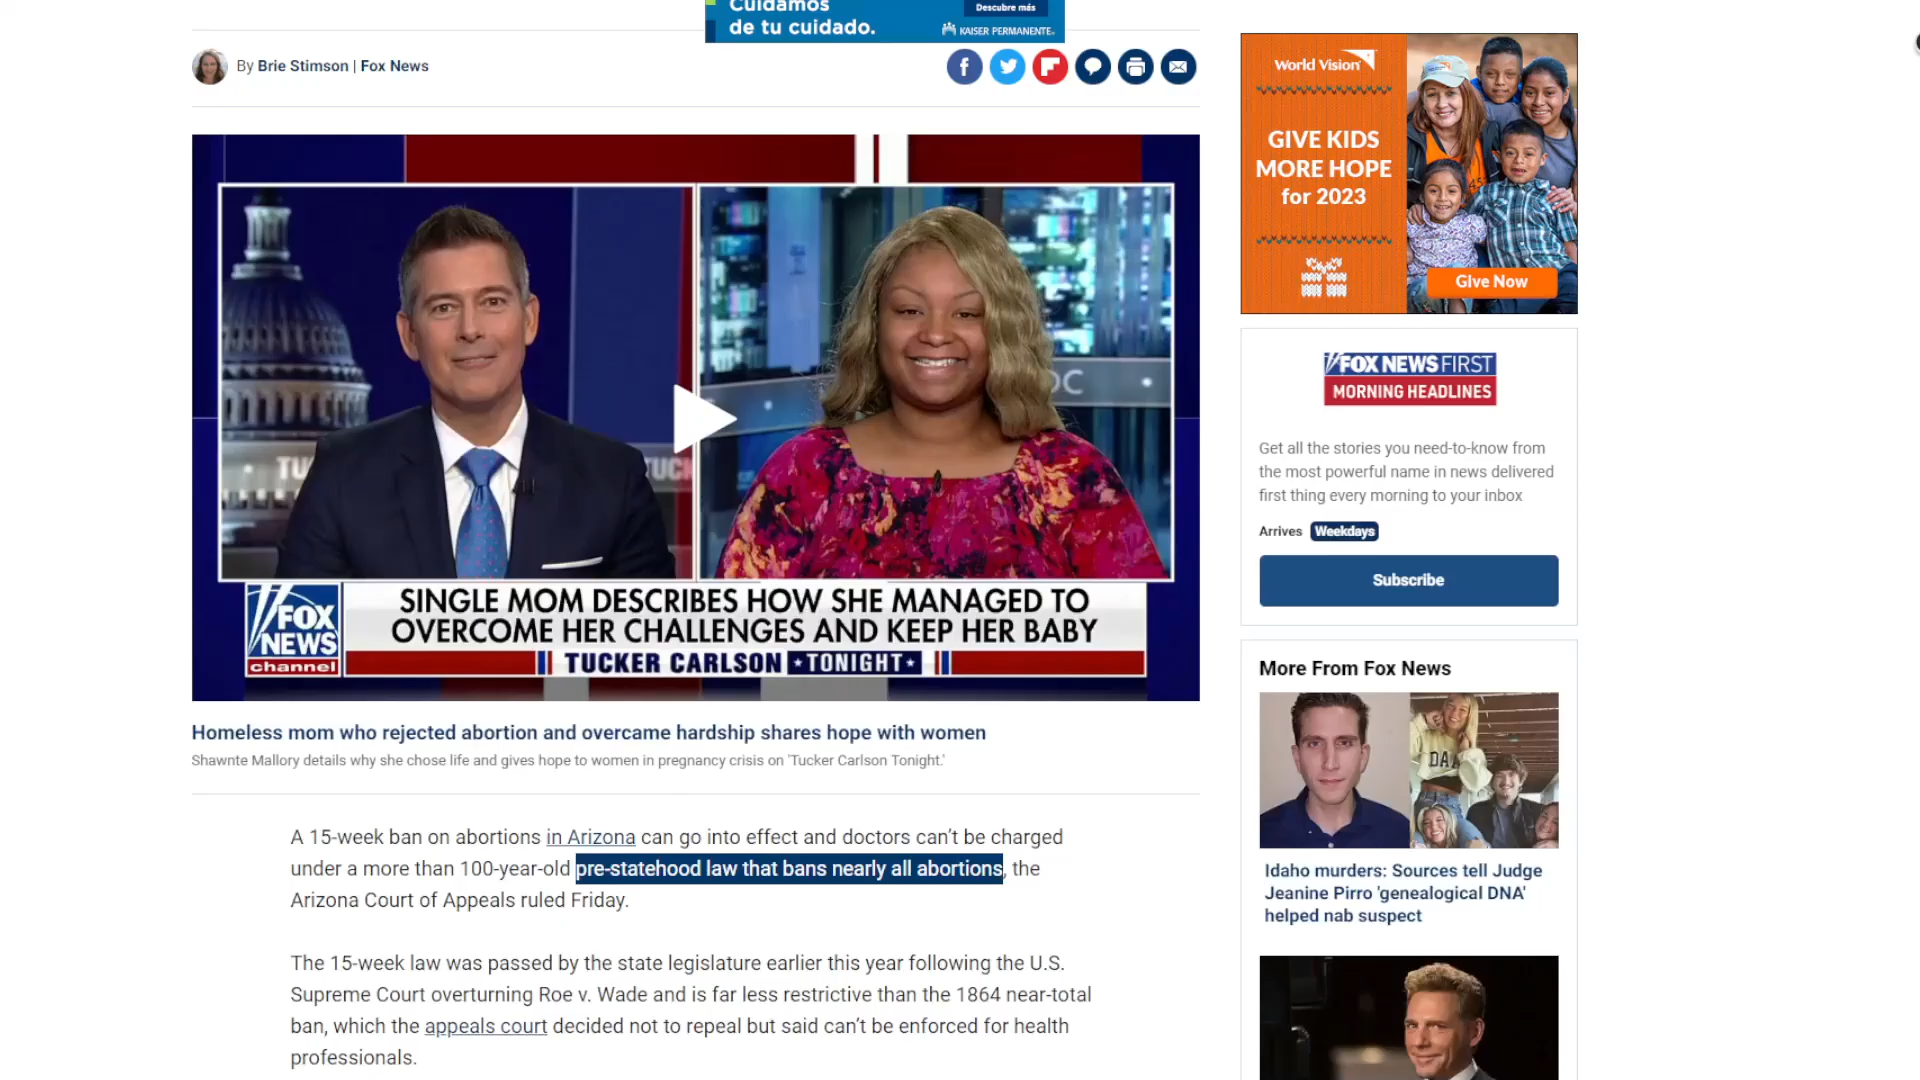 Cuidamos
de tu cuidado.
Descubre más
KAISER PERMANENTE.
By Brie Stimson | Fox News
TUC
TUCK
DC
SINGLE MOM DESCRIBES HOW SHE MANAGED TO
OVERCOME HER CHALLENGES AND KEEP HER BABY
FOX
NEWS
channel
TUCKER CARLSON TONIGHT
Homeless mom who rejected abortion and overcame hardship shares hope with women
Shawnte Mallory details why she chose life and gives hope to women in pregnancy crisis on 'Tucker Carlson Tonight.'
A 15-week ban on abortions in Arizona can go into effect and doctors can't be charged
under a more than 100-year-old pre-statehood law that bans nearly all abortions, the
Arizona Court of Appeals ruled Friday.
The 15-week law was passed by the state legislature earlier this year following the U.S.
Supreme Court overturning Roe v. Wade and is far less restrictive than the 1864 near-total
ban, which the appeals court decided not to repeal but said can't be enforced for health
professionals.
World Vision
GIVE KIDS
MORE HOPE
for 2023
Give Now
FOX NEWS FIRST
MORNING HEADLINES
Get all the stories you need-to-know from
the most powerful name in news delivered
first thing every morning to your inbox
Arrives Weekdays
Subscribe
More From Fox News
Idaho murders: Sources tell Judge
Jeanine Pirro 'genealogical DNA'
helped nab suspect